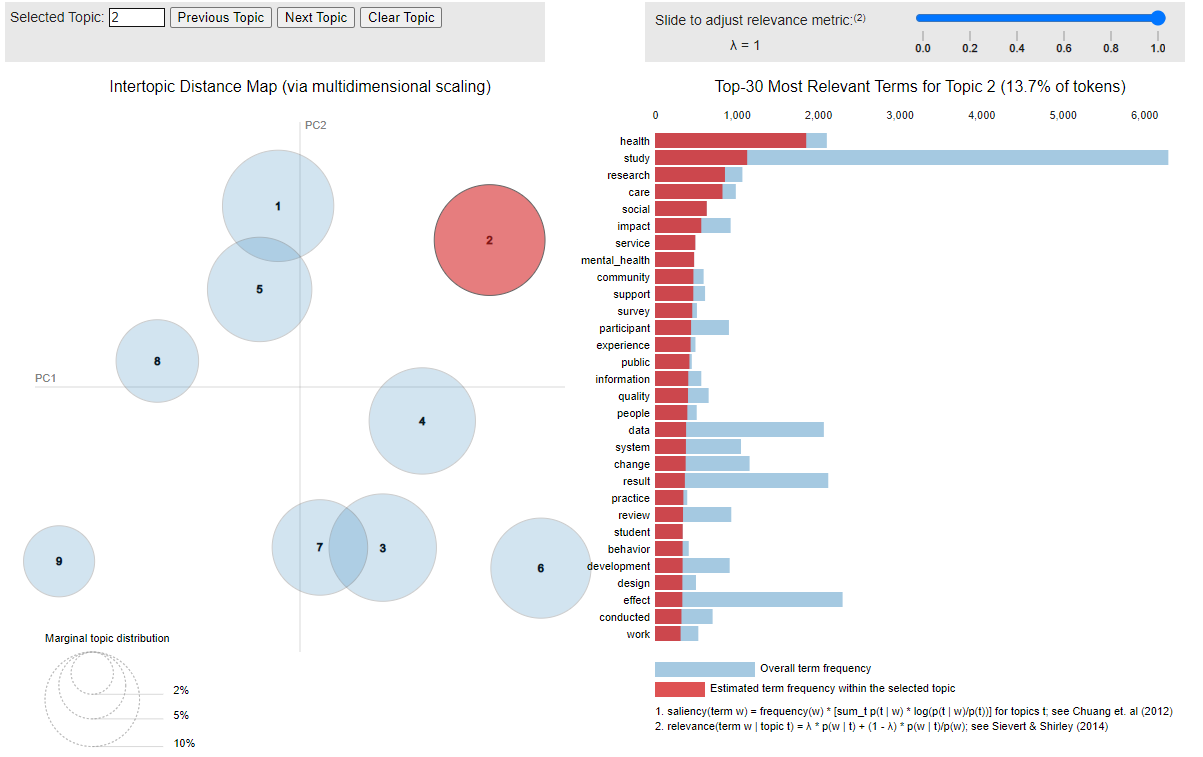 Selected Topic: 2 Previous Topic Next Topic Clear Topic
Slide to adjust relevance metric:(2)
λ = 1
0.0 0.2 0.4 0.6 0.8 1.0
Intertopic Distance Map (via multidimensional scaling)
PC2
PC1
1
2
5
8
4
7
3
6
9
Marginal topic distribution
2%
5%
10%
Top-30 Most Relevant Terms for Topic 2 (13.7% of tokens)
0 1,000 2,000 3,000 4,000 5,000 6,000
health
study
research
care
social
impact
service
mental_health
community
support
survey
participant
experience
public
information
quality
people
data
system
change
result
practice
review
student
behavior
development
design
effect
conducted
work
Overall term frequency
Estimated term frequency within the selected topic
1. saliency(term w) = frequency(w) * [sum_t p(t | w) * log(p(t | w)/p(t))] for topics t; see Chuang et. al (2012)
2. relevance(term w | topic t) = λ * p(w | t) + (1 - λ) * p(w | t)/p(w); see Sievert & Shirley (2014)